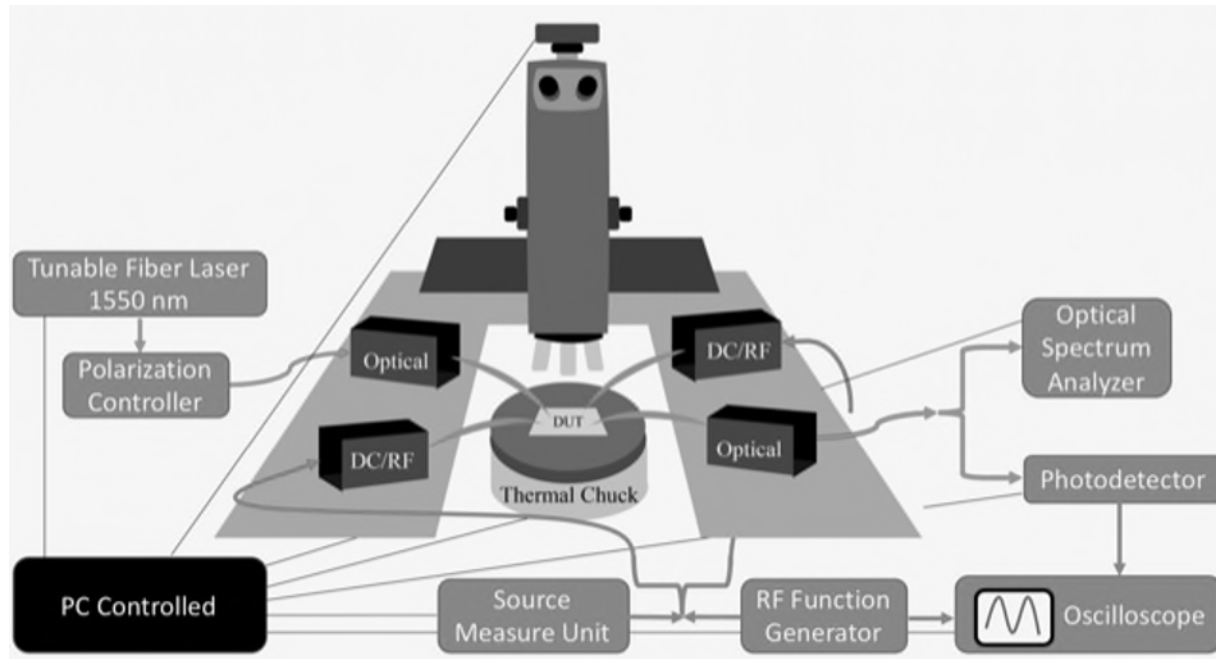 Tunable Fiber Laser
1550 nm
Polarization
Controller
Optical
DC/RF
DC/RF
Optical
DUT
Thermal Chuck
Optical
Spectrum
Analyzer
Photodetector
PC Controlled
Source
Measure Unit
RF Function
Generator
Oscilloscope